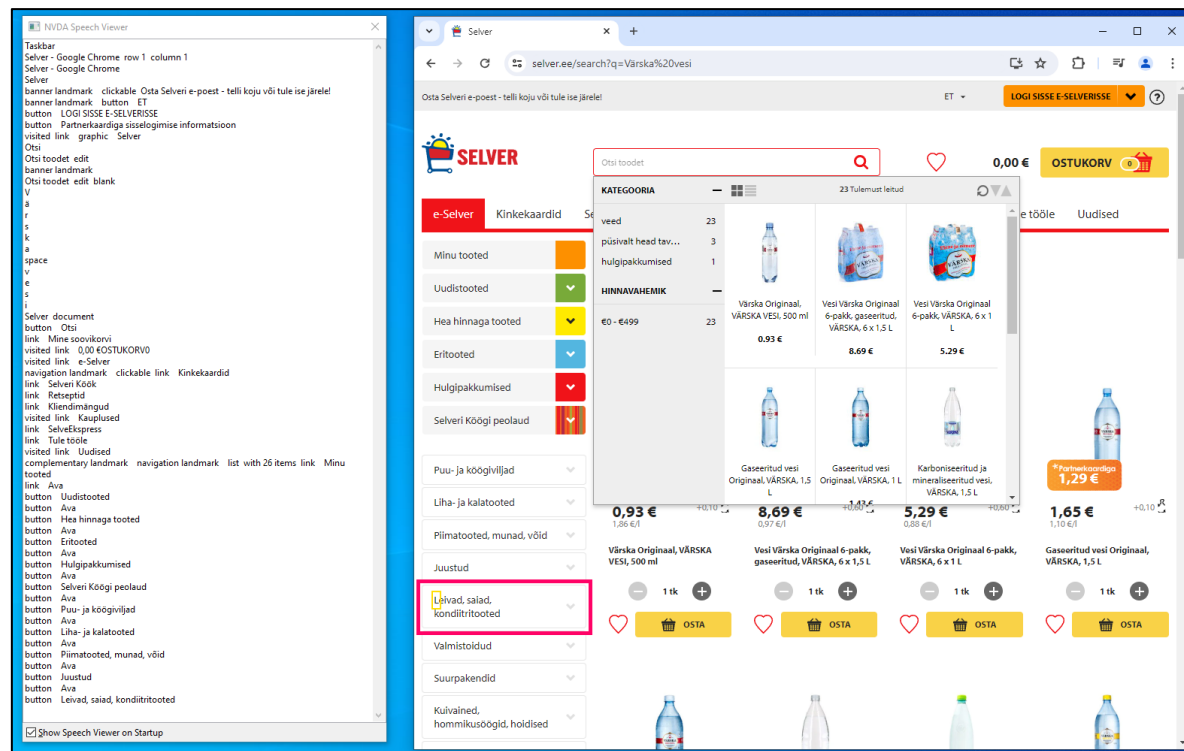 NVDA Speech Viewer
Taskbar
Selver - Google Chrome row 1 column 1
Selver - Google Chrome
Selver
banner landmark clickable Osta Selveri e-poest - telli koju või tule ise järele!
banner landmark button ET
button LOGI SISSE E-SELVERISSE
button Partnerkaardiga sisselogimise informatsioon
visited link graphic Selver
Otsi
Otsi toodet edit
banner landmark
Otsi toodet edit blank
V
ä
r
s
k
a
space
v
e
s
i
Selver document
button Otsi
link Mine soovikorvi
visited link 0,00 €OSTUKORV0
visited link e-Selver
navigation landmark clickable link Kinkekaardid
link Selveri Köök
link Retseptid
link Kliendimängud
visited link Kauplused
link SelveEkspress
link Tule tööle
visited link Uudised
complementary landmark navigation landmark list with 26 items link Minu
tooted
link Ava
button Uudistooted
button Ava
button Hea hinnaga tooted
button Ava
button Eritooted
button Ava
button Hulgipakkumised
button Ava
button Selveri Köögi peolaud
button Ava
button Puu- ja köögiviljad
button Ava
button Liha- ja kalatooted
button Ava
button Piimatooted, munad, võid
button Ava
button Juustud
button Ava
button Leivad, saiad, kondiitritooted
Show Speech Viewer on Startup
Selver
selver.ee/search?q=Värska%20vesi
Osta Selveri e-poest - telli koju või tule ise järele!
ET
LOGI SISSE E-SELVERISSE
?
SELVER
Otsi toodet
0,00 €
OSTUKORV 0
e-Selver Kinkekaardid Se
e tööle Uudised
KATEGOORIA
23 Tulemust leitud
veed 23
püsivalt head tav... 3
hulgipakkumised 1
HINNAVAHEMIK
€0 - €499 23
Värska Originaal,
VÄRSKA VESI, 500 ml
0.93 €
Vesi Värska Originaal
6-pakk, gaseeritud,
VÄRSKA, 6 x 1,5 L
8.69 €
Vesi Värska Originaal
6-pakk, VÄRSKA, 6 x 1
L
5.29 €
Gaseeritud vesi
Originaal, VÄRSKA, 1,5
L
Gaseeritud vesi
Originaal, VÄRSKA, 1 L
1.43 €
Karboniseeritud ja
mineraliseeritud vesi,
VÄRSKA, 1,5 L
Minu tooted
Uudistooted
Hea hinnaga tooted
Eritooted
Hulgipakkumised
Selveri Köögi peolaud
Puu- ja köögiviljad
Liha- ja kalatooted
Piimatooted, munad, võid
Juustud
Leivad, saiad,
kondiitritooted
Valmistoidud
Suurpakendid
Kuivained,
hommikusöögid, hoidised
*Partnerkaardiga
1,29 €
0,93 € +0,10
1,86 €/l
Värska Originaal, VÄRSKA
VESI, 500 ml
1 tk
OSTA
8,69 € +0,60
0,97 €/l
Vesi Värska Originaal 6-pakk,
gaseeritud, VÄRSKA, 6 x 1,5 L
1 tk
OSTA
5,29 € +0,60
0,88 €/l
Vesi Värska Originaal 6-pakk,
VÄRSKA, 6 x 1 L
1 tk
OSTA
1,65 € +0,10
1,10 €/l
Gaseeritud vesi Originaal,
VÄRSKA, 1,5 L
1 tk
OSTA